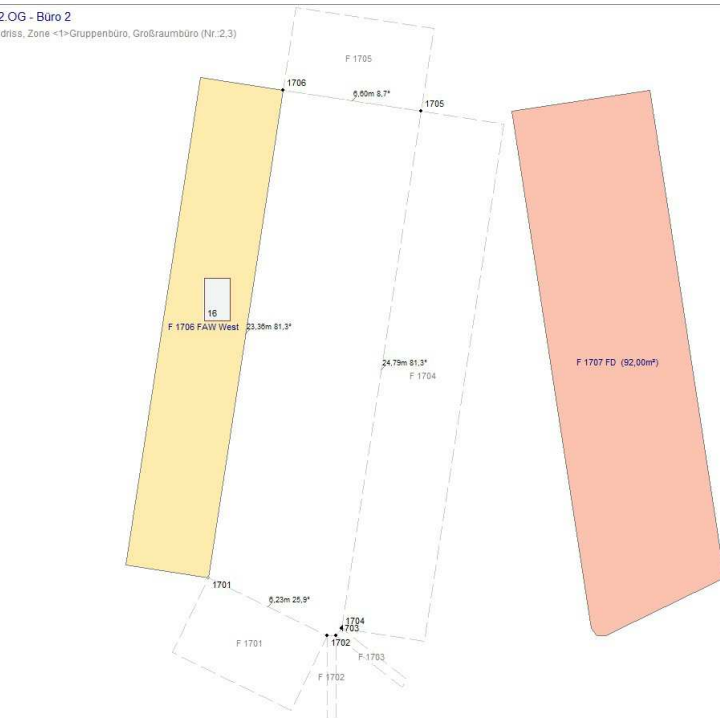 2.OG - Büro 2
driss, Zone <1>Gruppenbüro, Großraumbüro (Nr.:2,3)
F 1705
1706
6,60m 8,7°
1705
16
F 1706 FAW West
23,36m 81,3°
24,79m 81,3°
F 1704
F 1707 FD (92,00m²)
1701
6,23m 25,9°
1704
1703
1702
F 1701
F 1703
F 1702